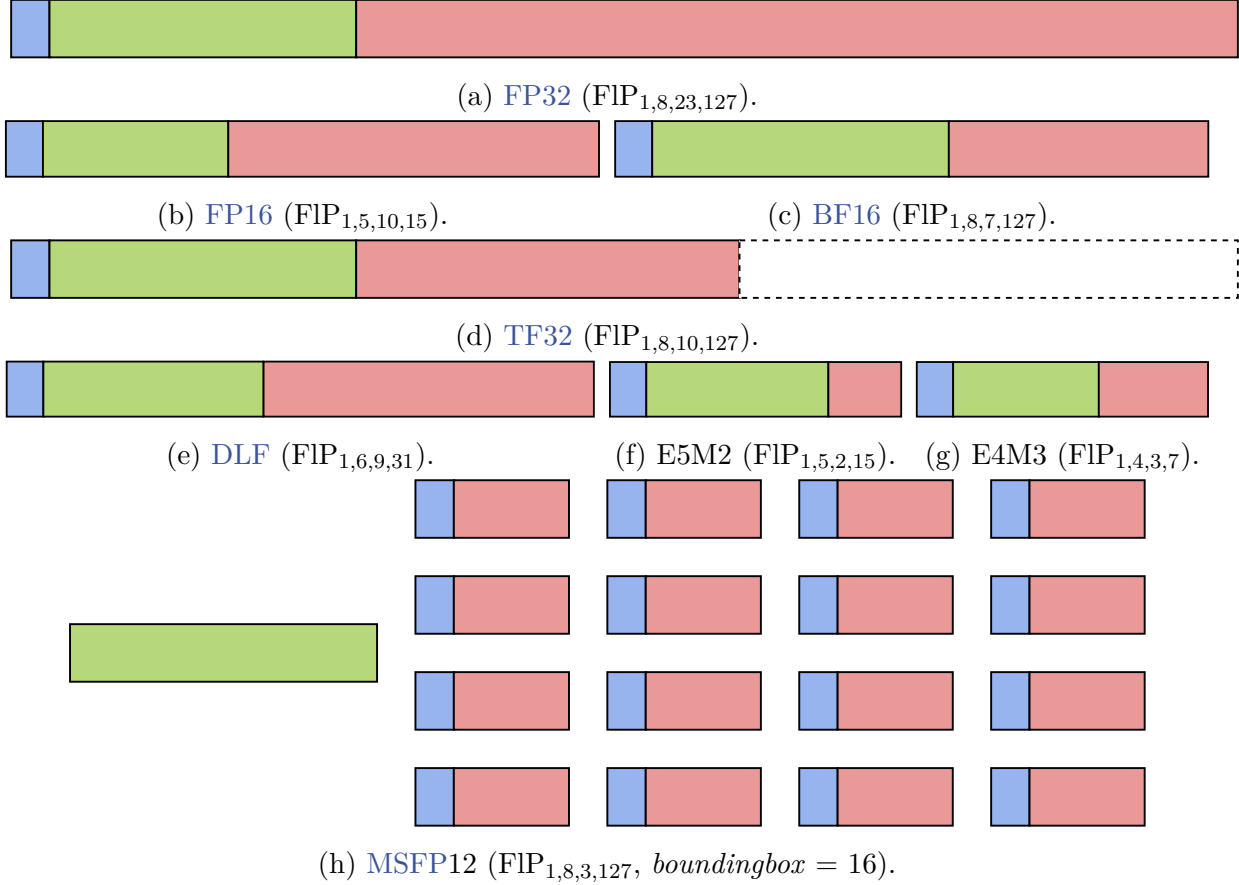 (a) FP32 (FlP1,8,23,127).
(b) FP16 (FlP1,5,10,15).
(c) BF16 (FlP1,8,7,127).
(d) TF32 (FlP1,8,10,127).
(e) DLF (FlP1,6,9,31).
(f) E5M2 (FlP1,5,2,15).
(g) E4M3 (FlP1,4,3,7).
(h) MSFP12 (FlP1,8,3,127, boundingbox = 16).